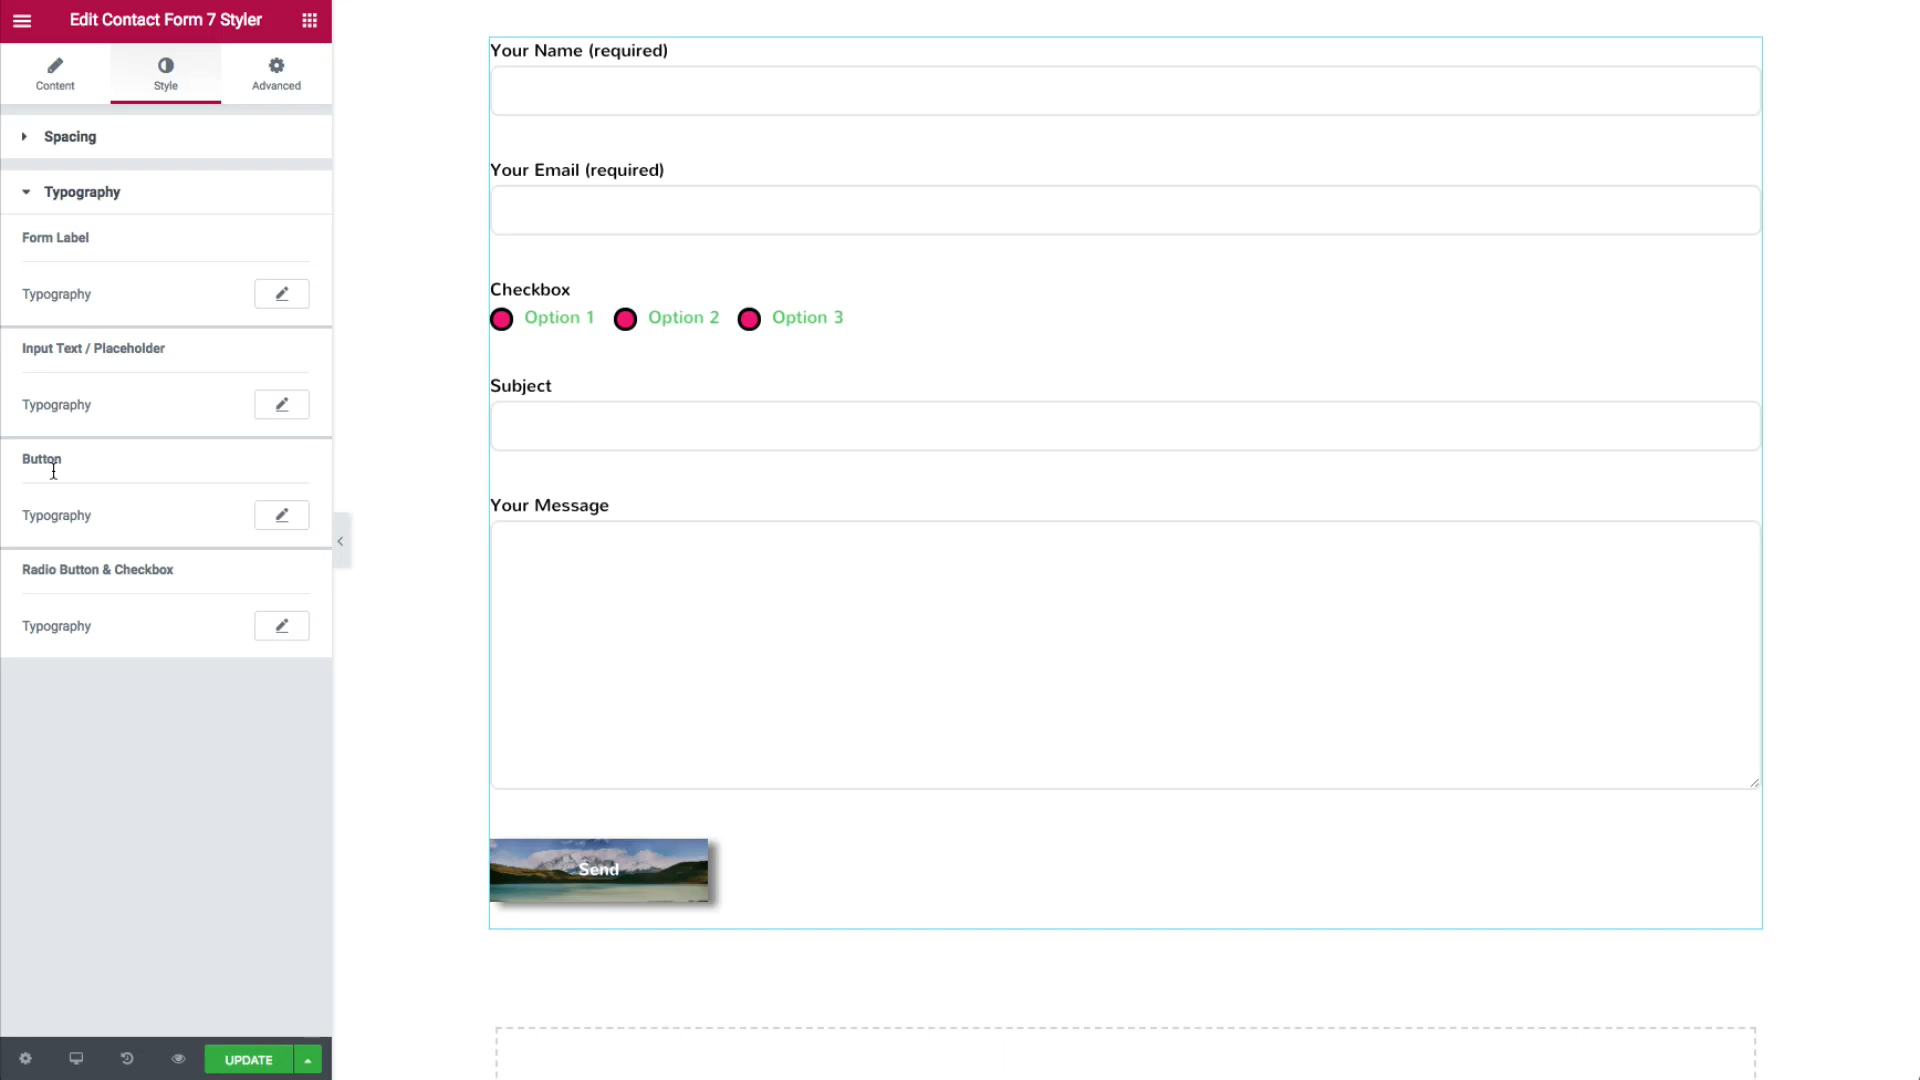 Edit Contact Form 7 Styler
Content
Style
Advanced
Spacing
Typography
Form Label
Typography
Input Text / Placeholder
Typography
Button
Typography
Radio Button & Checkbox
Typography
UPDATE
Your Name (required)
Your Email (required)
Checkbox
Option 1 Option 2 Option 3
Subject
Your Message
Send